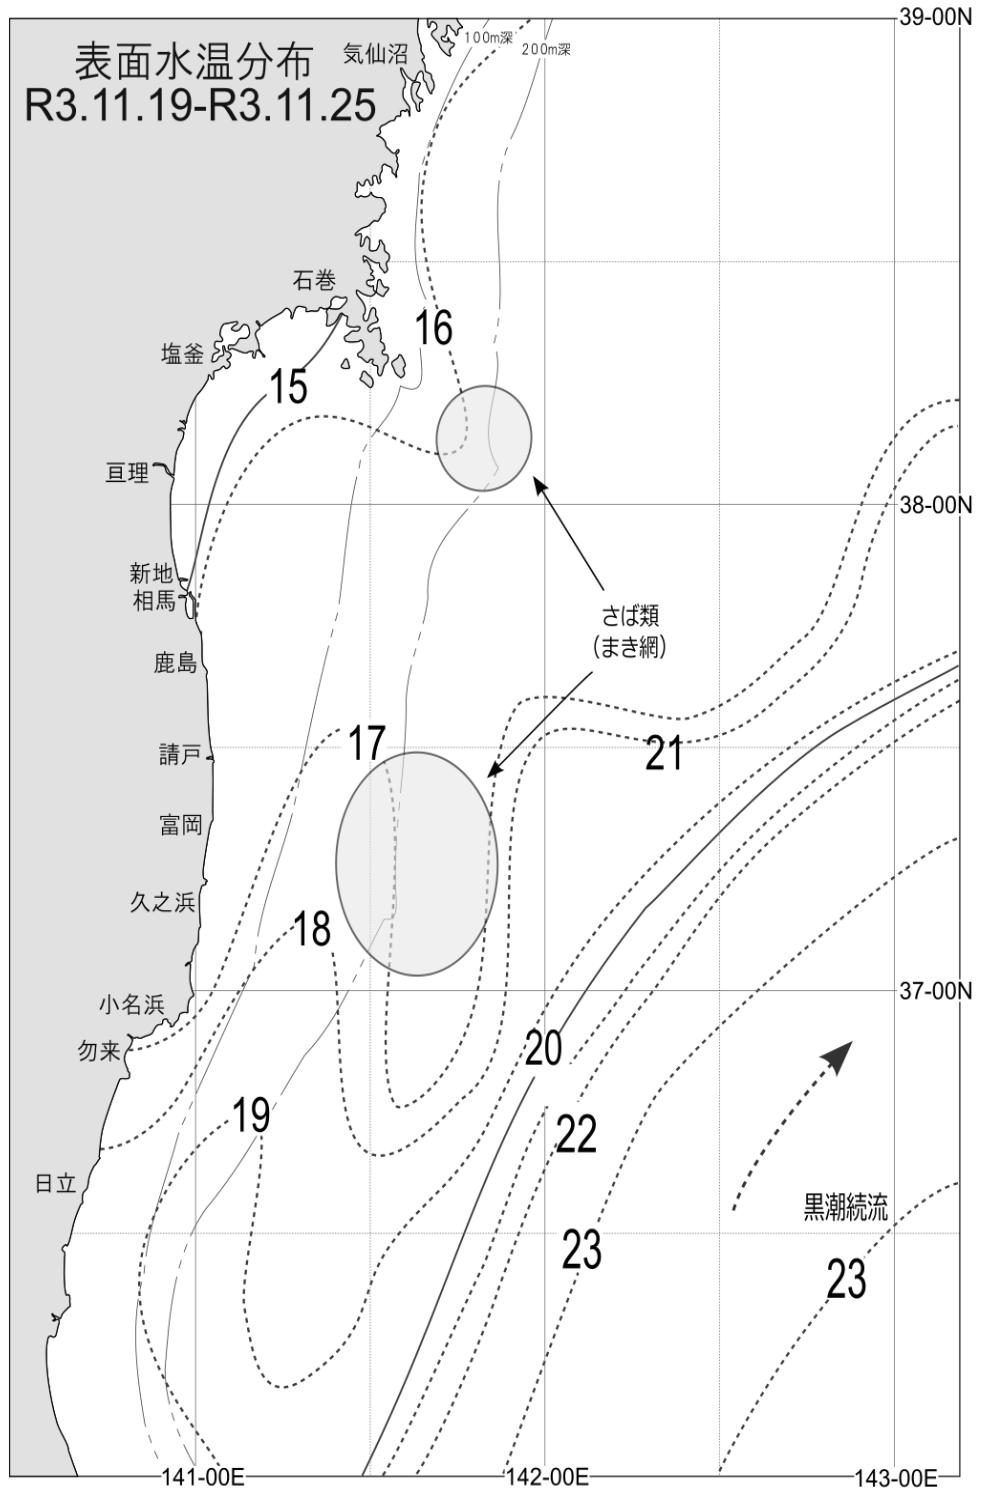 39-00N
表面水温分布
R3.11.19-R3.11.25
気仙沼
100m深
200m深
石巻
16
塩釜
15
亘理
38-00N
新地
相馬
さば類
(まき網)
鹿島
請戸
17
21
富岡
久之浜
18
37-00N
小名浜
勿来
20
19
22
日立
黒潮続流
23
23
141-00E
142-00E
143-00E